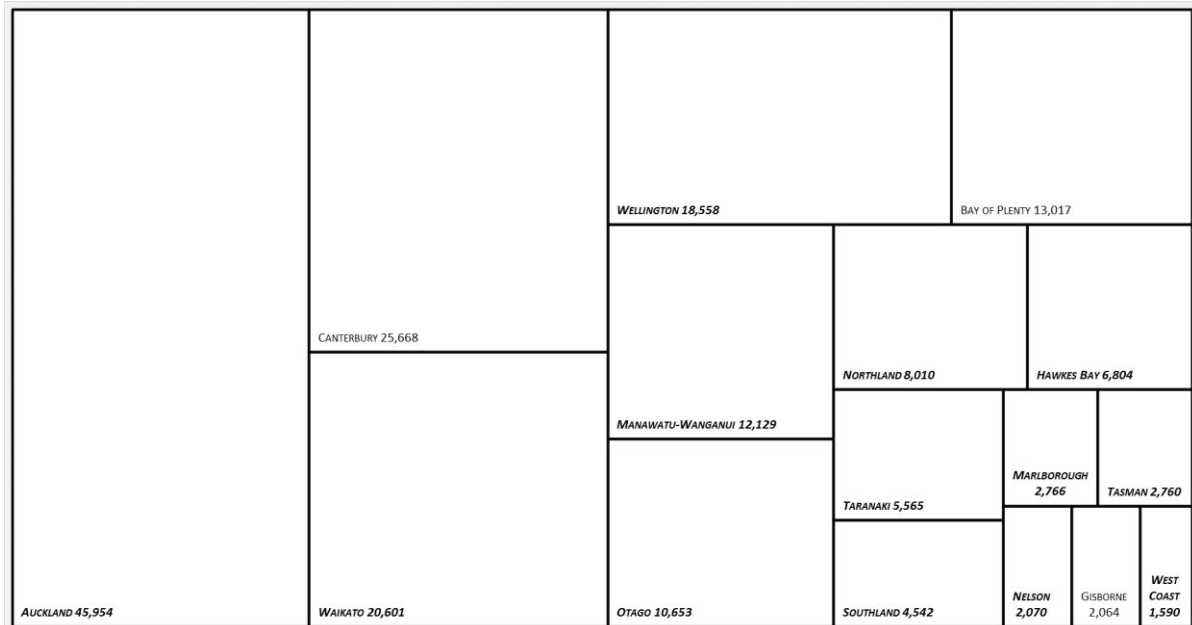 WELLINGTON 18,558
BAY OF PLENTY 13,017
CANTERBURY 25,668
NORTHLAND 8,010
HAWKES BAY 6,804
MANAWATU-WANGANUI 12,129
MARLBOROUGH
2,766
TASMAN 2,760
TARANAKI 5,565
AUCKLAND 45,954
WAIKATO 20,601
OTAGO 10,653
SOUTHLAND 4,542
NELSON
2,070
GISBORNE
2,064
WEST
COAST
1,590